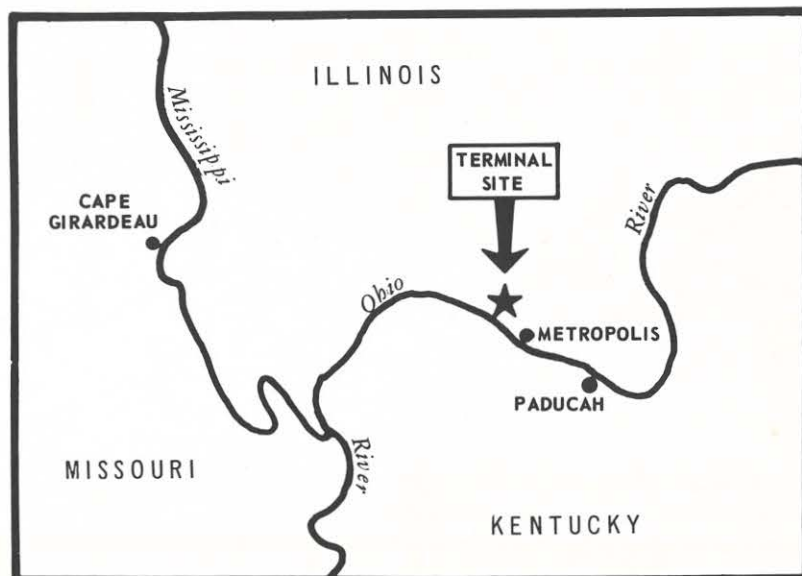 ILLINOIS
Mississippi
TERMINAL
SITE
CAPE
GIRARDEAU
River
Ohio
METROPOLIS
PADUCAH
River
MISSOURI
KENTUCKY